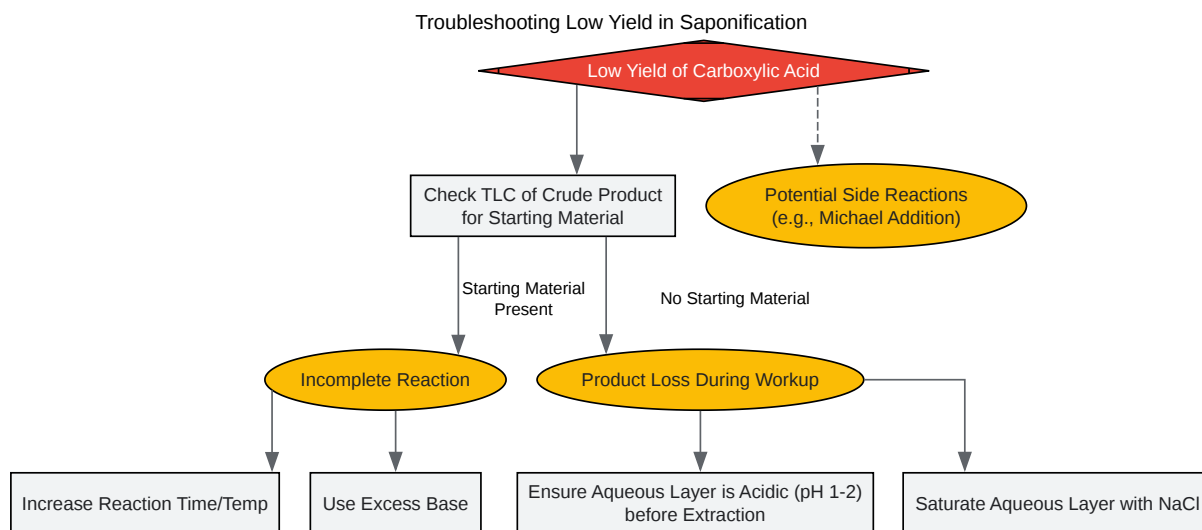 Troubleshooting Low Yield in Saponification
Low Yield of Carboxylic Acid
Check TLC of Crude Product
for Starting Material
Potential Side Reactions
(e.g., Michael Addition)
Starting Material
Present
No Starting Material
Incomplete Reaction
Product Loss During Workup
Increase Reaction Time/Temp
Use Excess Base
Ensure Aqueous Layer is Acidic (pH 1-2)
before Extraction
Saturate Aqueous Layer with NaCl